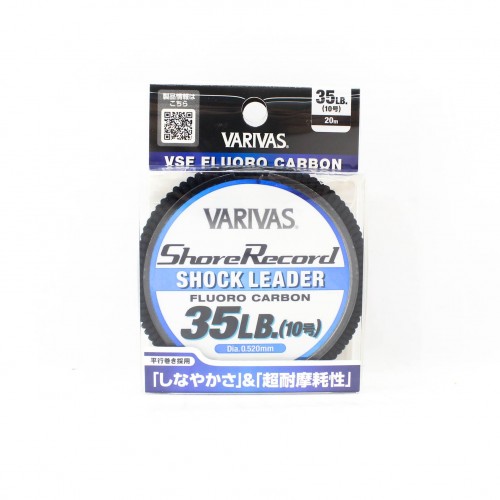 製品情報は
こちら
35LB.
(10号)
20m
VARIVAS®
VSF FLUORO CARBON
VARIVAS®
ShoreRecord
SHOCK LEADER
FLUORO CARBON
35LB.(10号)
Dia.0.520mm
平行巻き採用
「しなやかさ」&「超耐摩耗性」